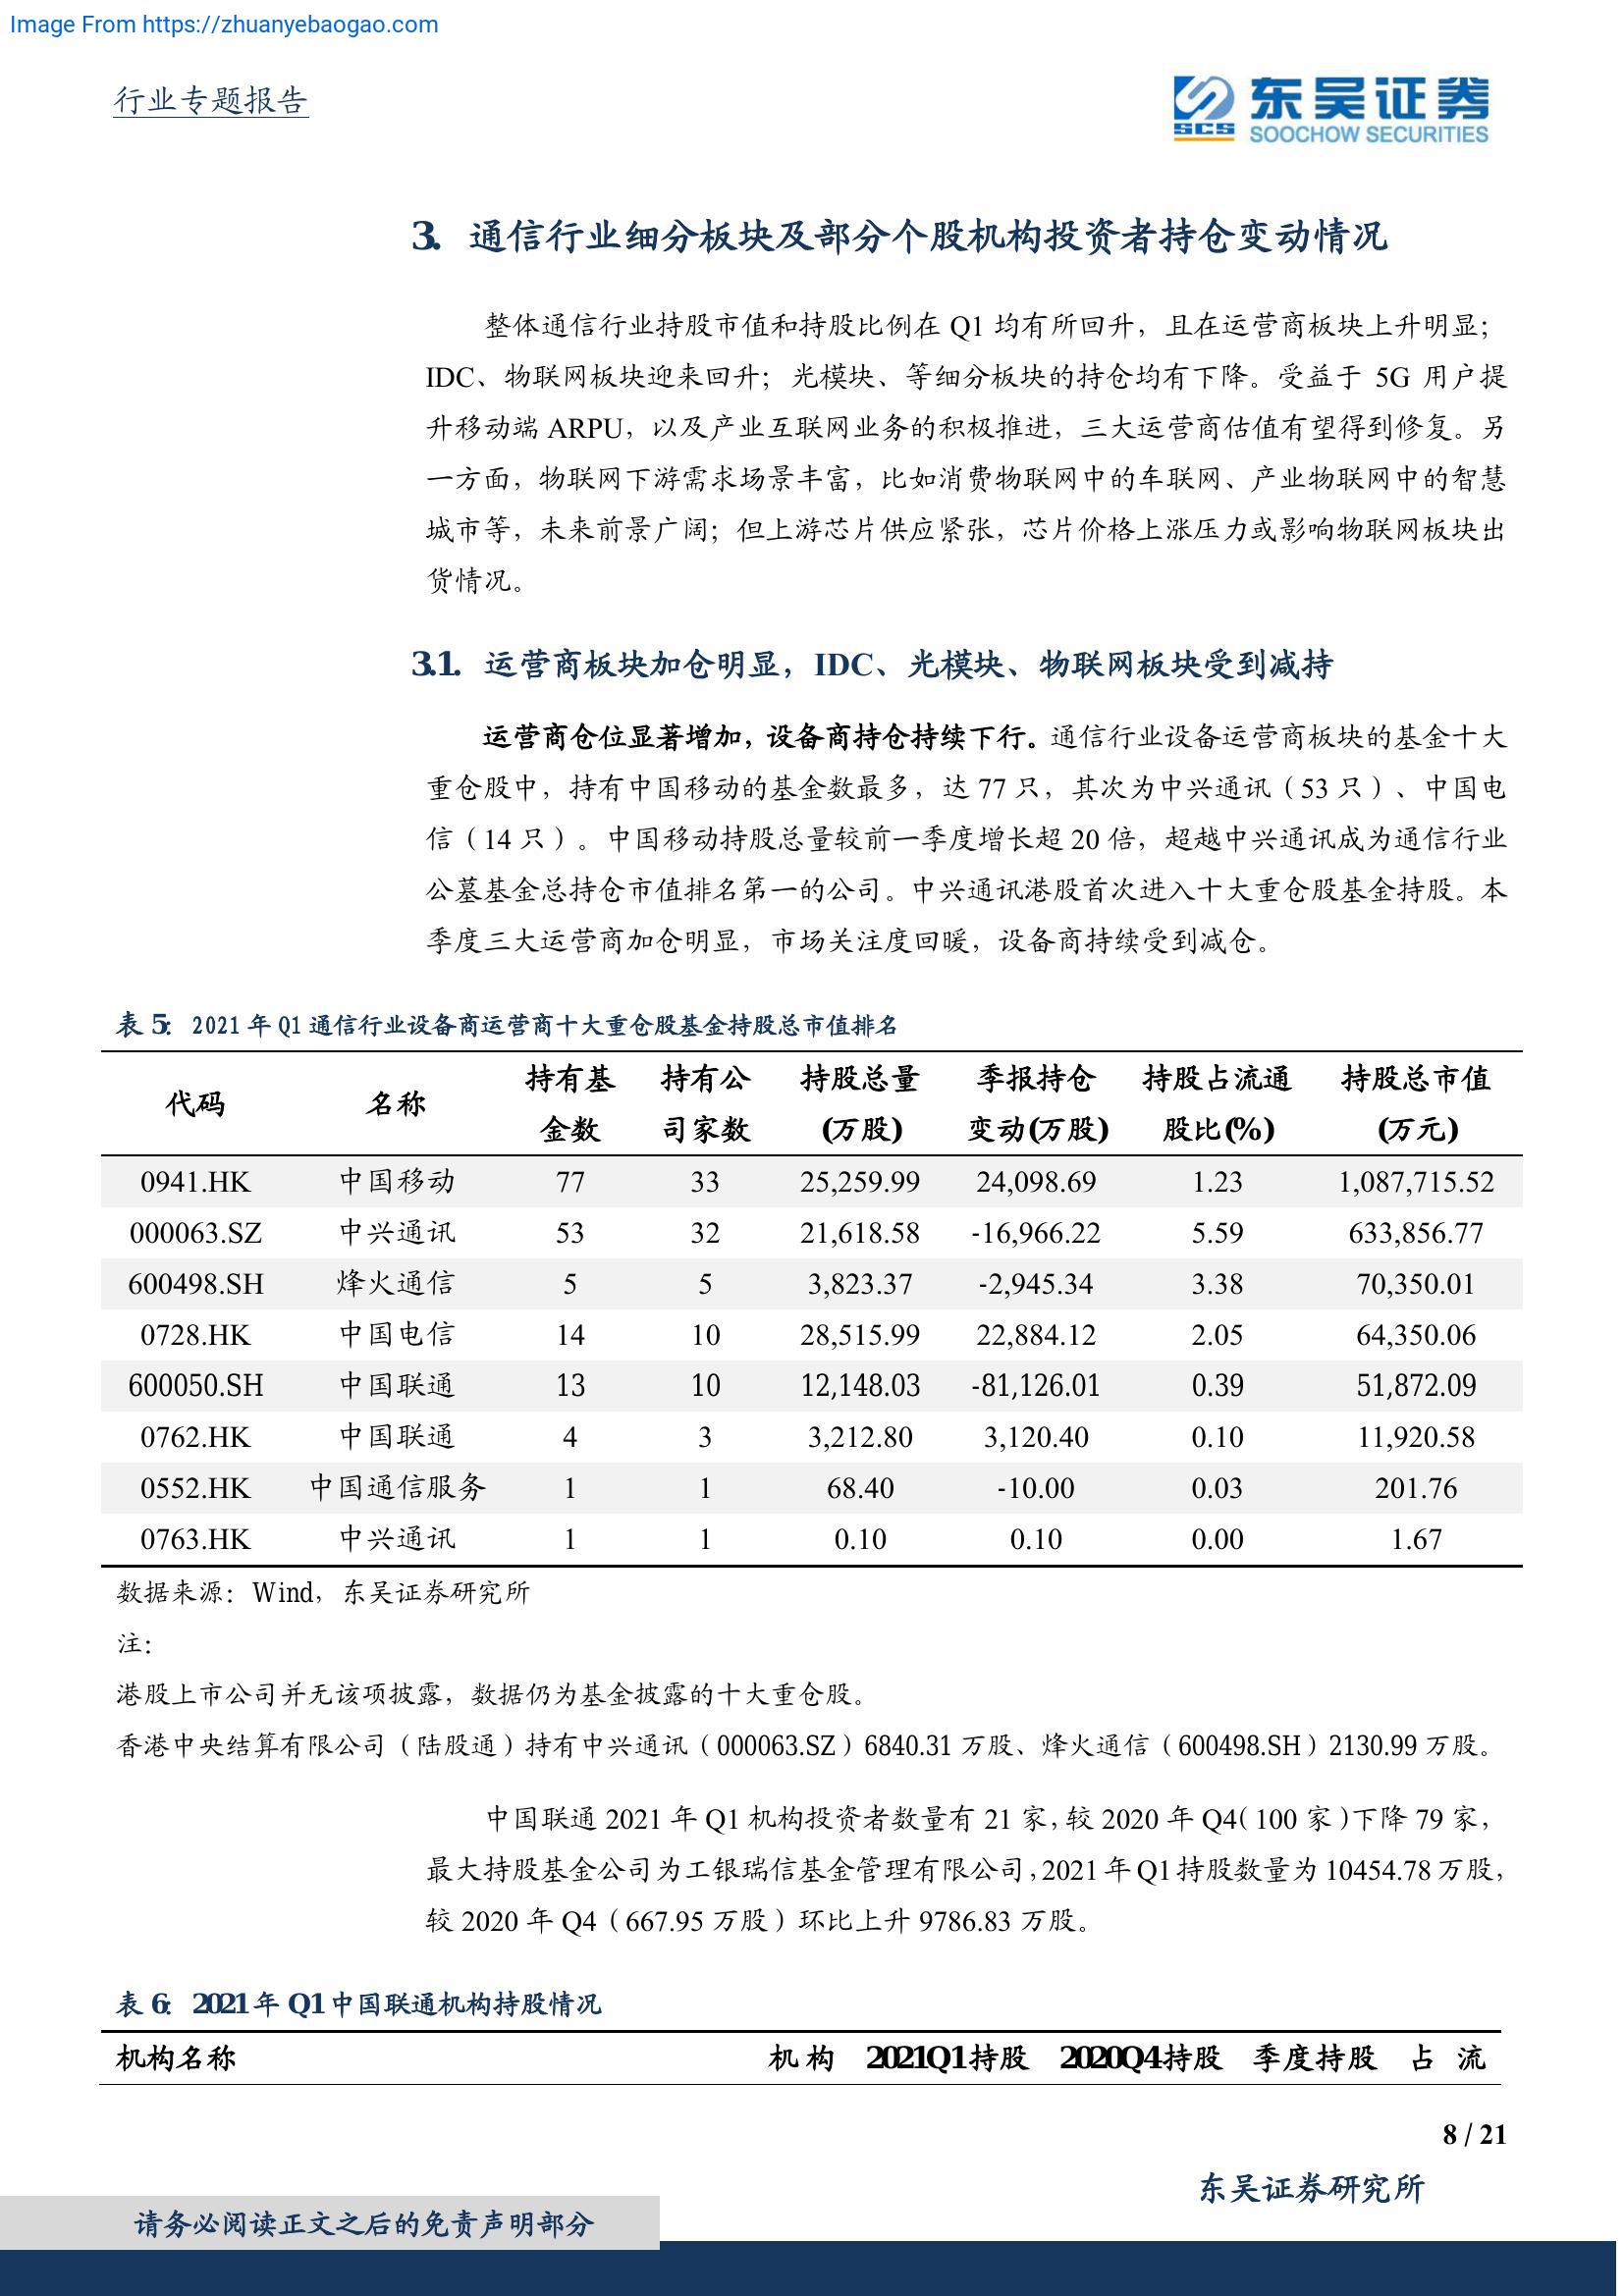 Image From https://zhuanyebaogao.com
行业专题报告
SCS 东吴证券
SOOCHOW SECURITIES
3. 通信行业细分板块及部分个股机构投资者持仓变动情况
整体通信行业持股市值和持股比例在 Q1 均有所回升，且在运营商板块上升明显；
IDC、物联网板块迎来回升；光模块、等细分板块的持仓均有下降。受益于 5G 用户提
升移动端 ARPU，以及产业互联网业务的积极推进，三大运营商估值有望得到修复。另
一方面，物联网下游需求场景丰富，比如消费物联网中的车联网、产业物联网中的智慧
城市等，未来前景广阔；但上游芯片供应紧张，芯片价格上涨压力或影响物联网板块出
货情况。
3.1. 运营商板块加仓明显，IDC、光模块、物联网板块受到减持
运营商仓位显著增加，设备商持仓持续下行。通信行业设备运营商板块的基金十大
重仓股中，持有中国移动的基金数最多，达 77 只，其次为中兴通讯（53 只）、中国电
信（14 只）。中国移动持股总量较前一季度增长超 20 倍，超越中兴通讯成为通信行业
公墓基金总持仓市值排名第一的公司。中兴通讯港股首次进入十大重仓股基金持股。本
季度三大运营商加仓明显，市场关注度回暖，设备商持续受到减仓。
表 5： 2021 年 Q1 通信行业设备商运营商十大重仓股基金持股总市值排名
代码 名称 持有基金数 持有公司家数 持股总量(万股) 季报持仓变动(万股) 持股占流通股比(%) 持股总市值(万元)
0941.HK 中国移动 77 33 25,259.99 24,098.69 1.23 1,087,715.52
000063.SZ 中兴通讯 53 32 21,618.58 -16,966.22 5.59 633,856.77
600498.SH 烽火通信 5 5 3,823.37 -2,945.34 3.38 70,350.01
0728.HK 中国电信 14 10 28,515.99 22,884.12 2.05 64,350.06
600050.SH 中国联通 13 10 12,148.03 -81,126.01 0.39 51,872.09
0762.HK 中国联通 4 3 3,212.80 3,120.40 0.10 11,920.58
0552.HK 中国通信服务 1 1 68.40 -10.00 0.03 201.76
0763.HK 中兴通讯 1 1 0.10 0.10 0.00 1.67
数据来源：Wind，东吴证券研究所
注：
港股上市公司并无该项披露，数据仍为基金披露的十大重仓股。
香港中央结算有限公司（陆股通）持有中兴通讯（000063.SZ）6840.31 万股、烽火通信（600498.SH）2130.99 万股。
中国联通 2021 年 Q1 机构投资者数量有 21 家，较 2020 年 Q4（100 家）下降 79 家，
最大持股基金公司为工银瑞信基金管理有限公司，2021 年 Q1 持股数量为 10454.78 万股，
较 2020 年 Q4（667.95 万股）环比上升 9786.83 万股。
表 6： 2021 年 Q1 中国联通机构持股情况
机构名称 机构 2021Q1 持股 2020Q4 持股 季度持股 占 流
8 / 21
东吴证券研究所
请务必阅读正文之后的免责声明部分